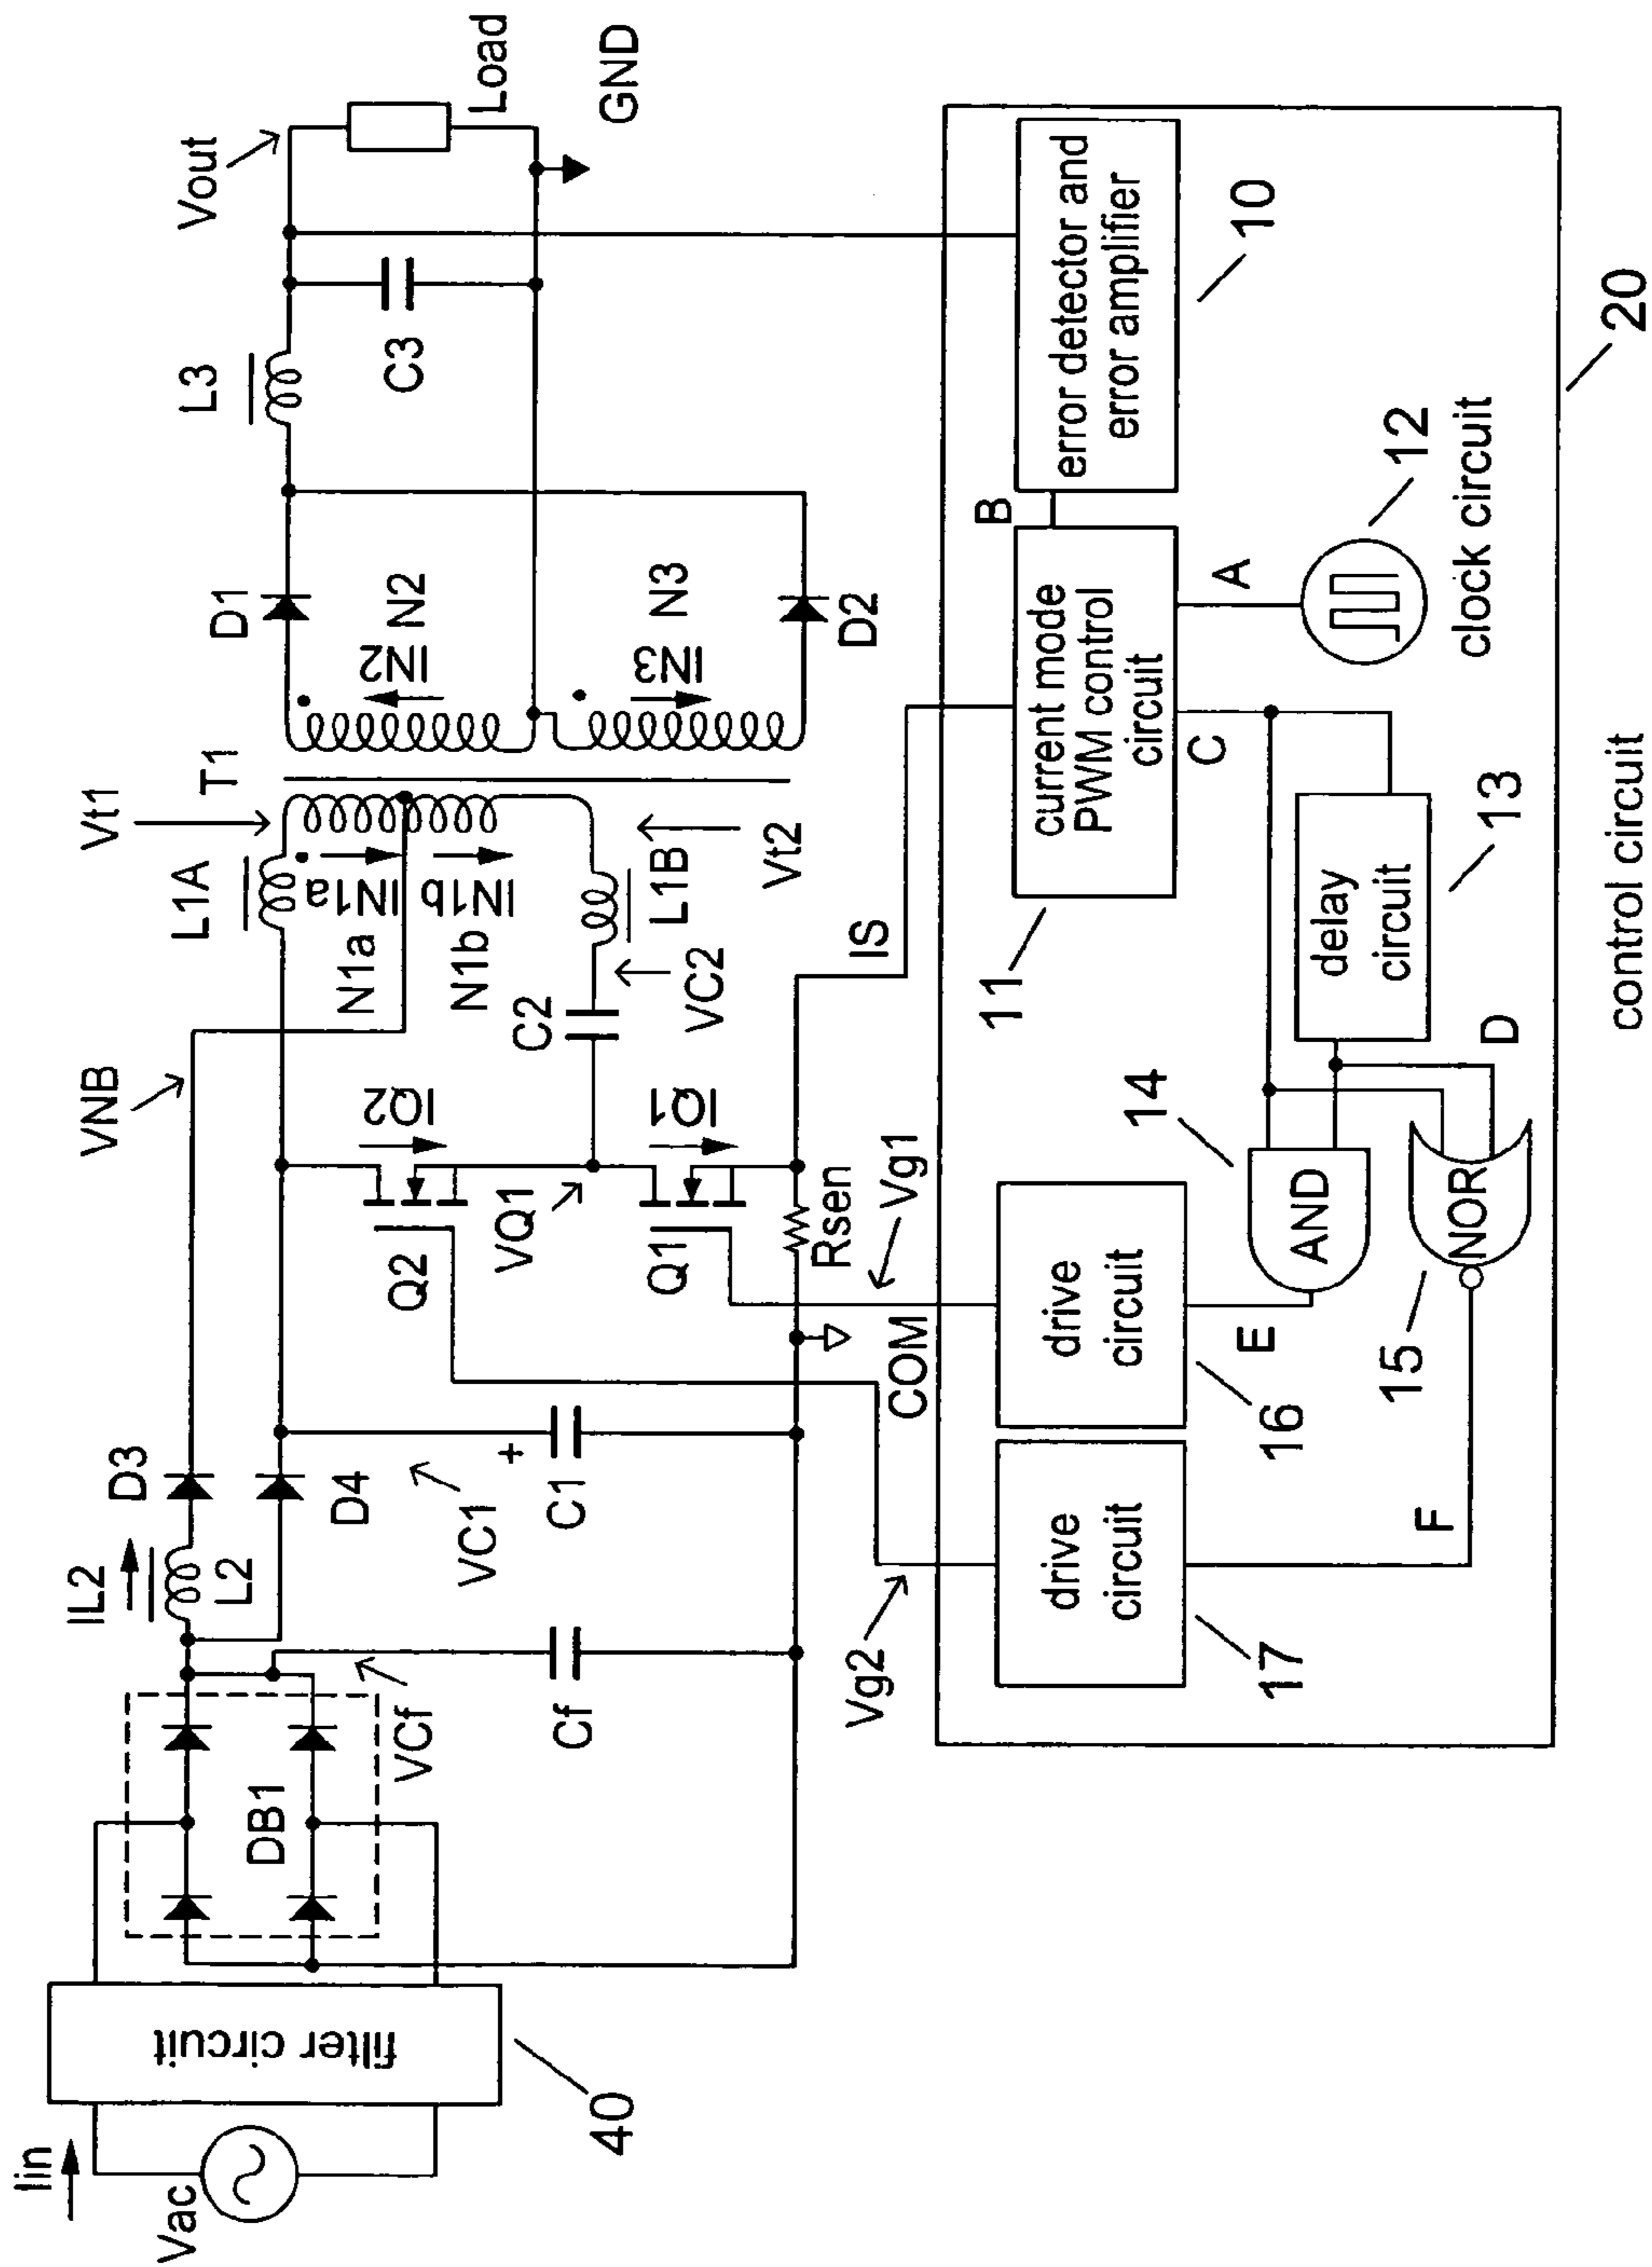 Iin
Vac
filter circuit
40
DB1
VCf
Cf
IL2
L2
D3
D4
VC1
+
C1
VNB
Q2
IQ2
VQ1
Q1
IQ1
Rsen
COM
C2
VC2
L1A
L1B
N1a
IN1a
N1b
IN1b
Vt1
Vt2
T1
D1
IN2
N2
IN3
N3
D2
L3
C3
Vout
Load
GND
IS
Vg1
Vg2
drive
circuit
17
drive
circuit
16
E
F
AND
14
NOR
15
D
delay
circuit
13
C
current mode
PWM control
circuit
11
A
B
clock circuit
12
error detector and
error amplifier
10
20
control circuit